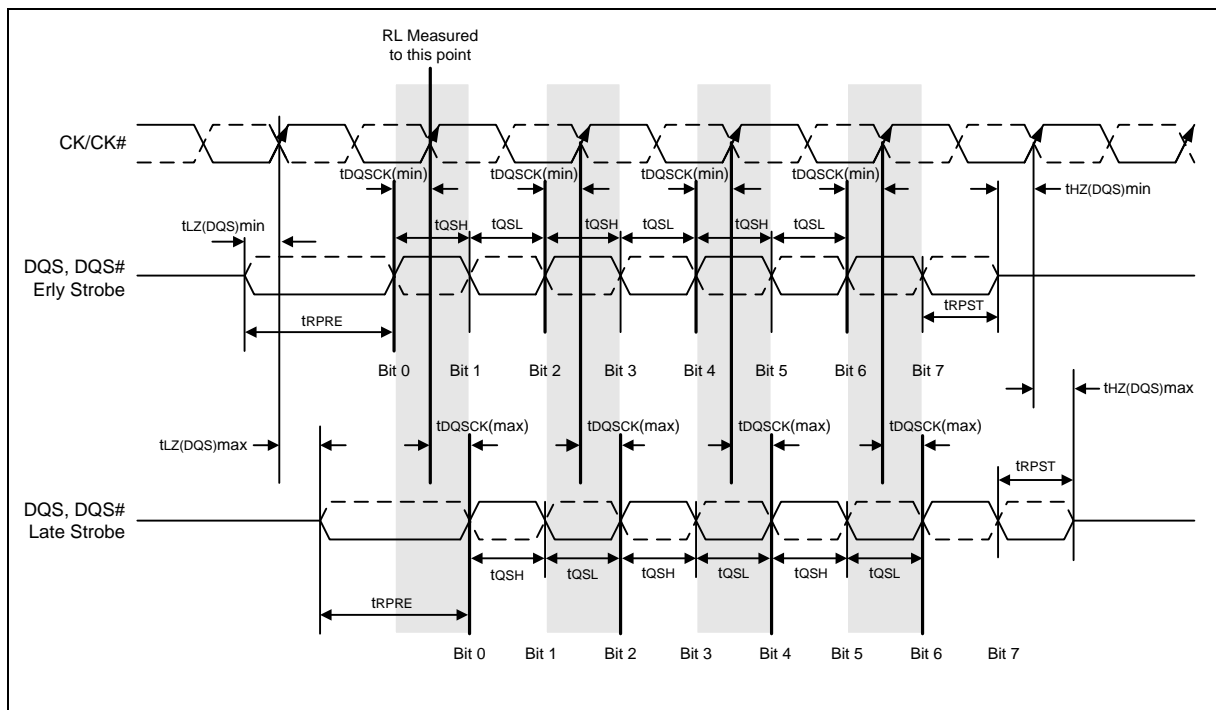 RL Measured
to this point
CK/CK#
tDQSCK(min) tDQSCK(min) tDQSCK(min) tDQSCK(min)
tHZ(DQS)min
tLZ(DQS)min
tQSH tQSL tQSH tQSL tQSH tQSL
DQS, DQS#
Erly Strobe
tRPRE
tRPST
Bit 0 Bit 1 Bit 2 Bit 3 Bit 4 Bit 5 Bit 6 Bit 7
tHZ(DQS)max
tDQSCK(max) tDQSCK(max) tDQSCK(max) tDQSCK(max)
tLZ(DQS)max
tRPST
DQS, DQS#
Late Strobe
tQSH tQSL tQSH tQSL tQSH tQSL
tRPRE
Bit 0 Bit 1 Bit 2 Bit 3 Bit 4 Bit 5 Bit 6 Bit 7